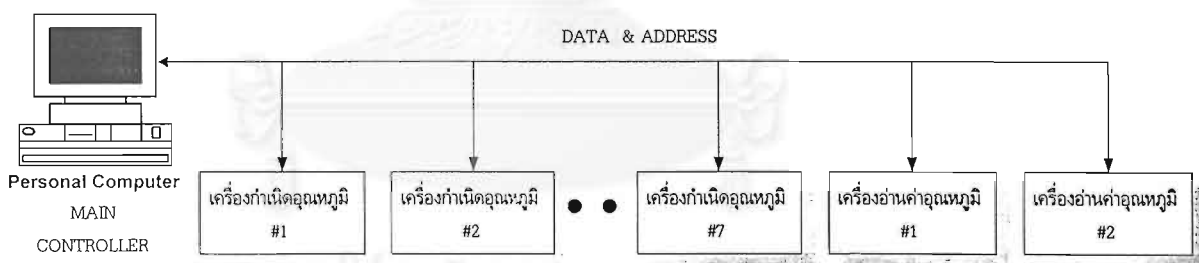 DATA & ADDRESS
Personal Computer
MAIN
CONTROLLER
เครื่องกำเนิดอุณหภูมิ
#1
เครื่องกำเนิดอุณหภูมิ
#2
เครื่องกำเนิดอุณหภูมิ
#7
เครื่องอ่านค่าอุณหภูมิ
#1
เครื่องอ่านค่าอุณหภูมิ
#2